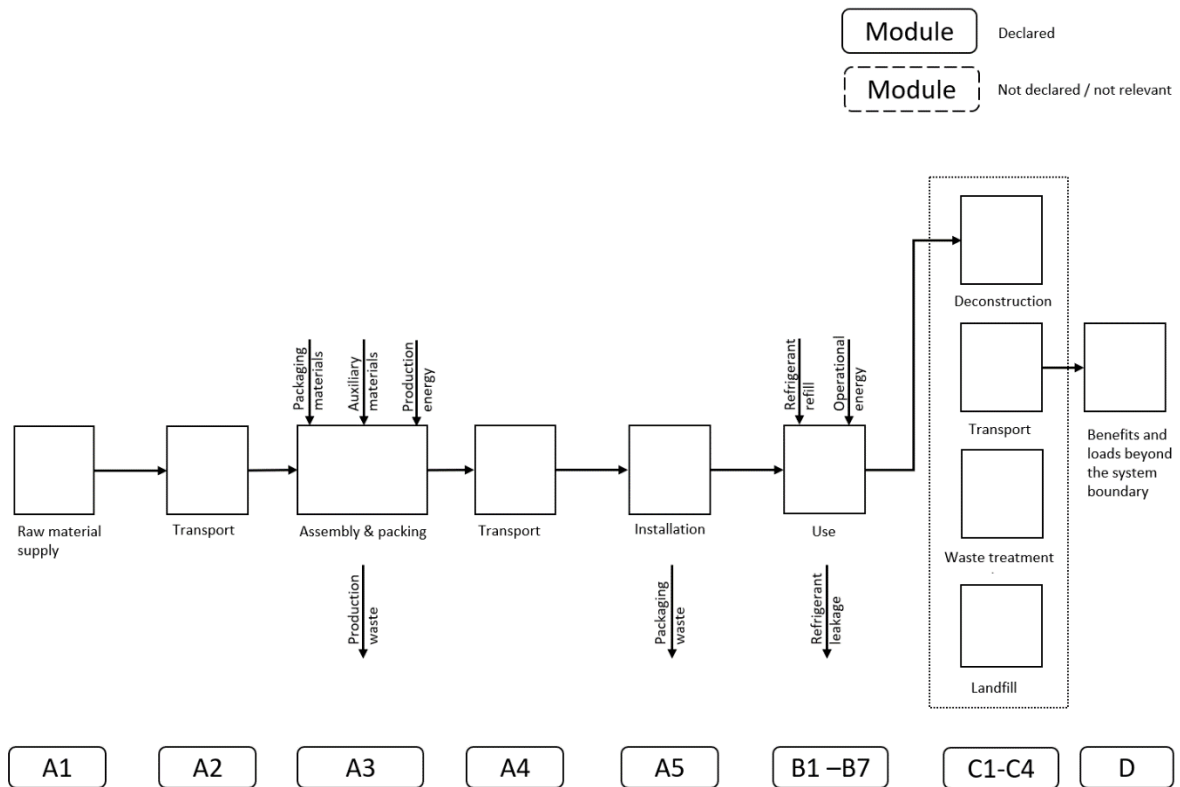 Module
Declared
Module
Not declared / not relevant
Deconstruction
Packaging
materials
Auxiliary
materials
Production
energy
Refrigerant
refill
Operational
energy
Transport
Benefits and
loads beyond
the system
boundary
Raw material
supply
Transport
Assembly & packing
Transport
Installation
Use
Waste treatment
Production
waste
Packaging
waste
Refrigerant
leakage
Landfill
A1
A2
A3
A4
A5
B1 –B7
C1-C4
D